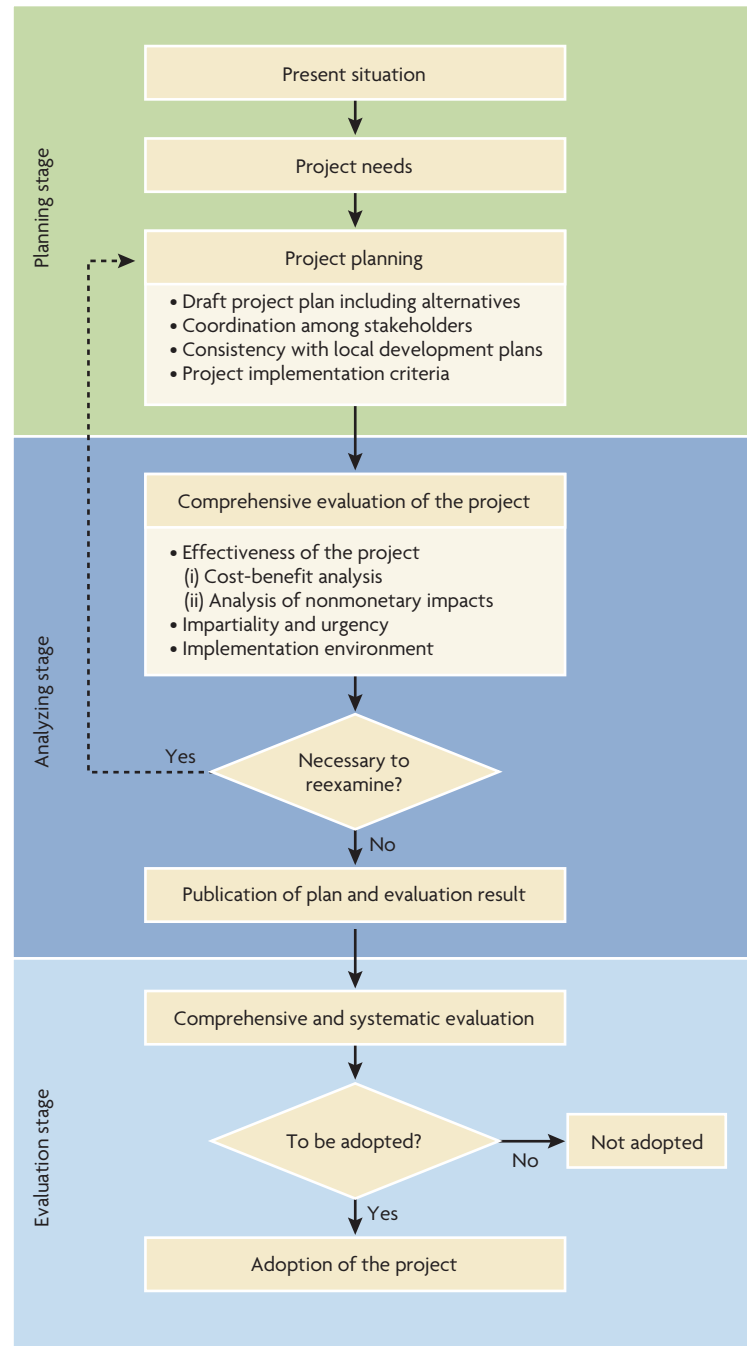 Planning stage
Present situation
Project needs
Project planning
• Draft project plan including alternatives
• Coordination among stakeholders
• Consistency with local development plans
• Project implementation criteria
Analyzing stage
Comprehensive evaluation of the project
• Effectiveness of the project
(i) Cost-benefit analysis
(ii) Analysis of nonmonetary impacts
• Impartiality and urgency
• Implementation environment
Yes
Necessary to
reexamine?
No
Publication of plan and evaluation result
Evaluation stage
Comprehensive and systematic evaluation
To be adopted?
No
Not adopted
Yes
Adoption of the project